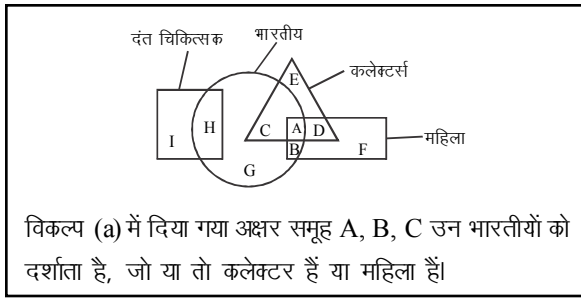 दंत चिकित्सक
भारतीय
कलेक्टर्स
E
I
H
C
A
D
B
F
महिला
G
विकल्प (a) में दिया गया अक्षर समूह A, B, C उन भारतीयों को
दर्शाता है, जो या तो कलेक्टर हैं या महिला हैं।